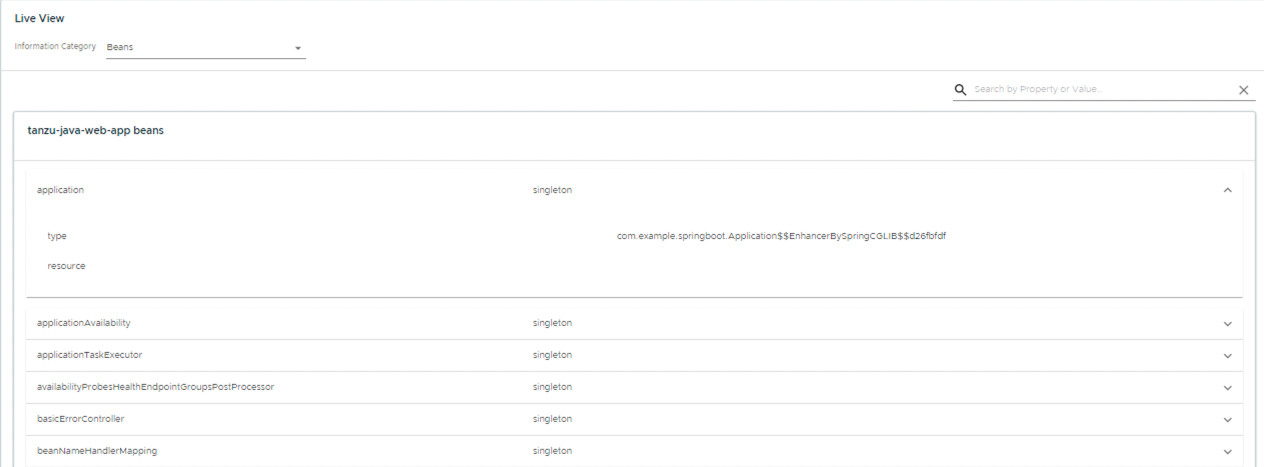 Live View
Information Category Beans
Search by Property or Value...
tanzu-java-web-app beans
application singleton
type com.example.springboot.Application$$EnhancerBySpringCGLIB$$d26fbfdf
resource
applicationAvailability singleton
applicationTaskExecutor singleton
availabilityProbesHealthEndpointGroupsPostProcessor singleton
basicErrorController singleton
beanNameHandlerMapping singleton